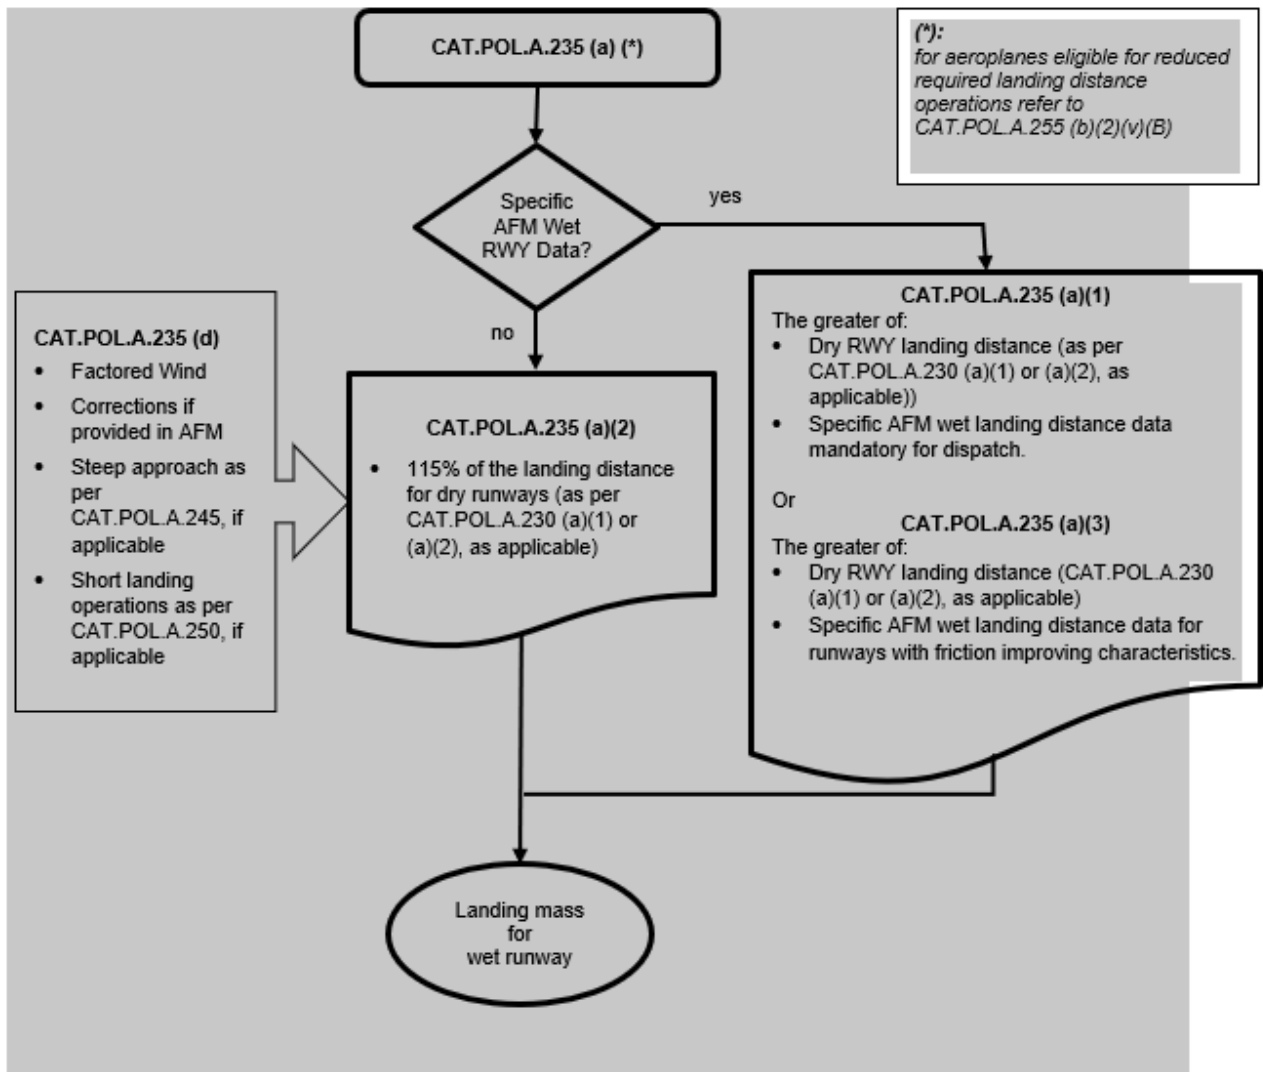 CAT.POL.A.235 (a) (*)
(*):
for aeroplanes eligible for reduced
required landing distance
operations refer to
CAT.POL.A.255 (b)(2)(v)(B)
Specific
AFM Wet
RWY Data?
yes
no
CAT.POL.A.235 (d)
• Factored Wind
• Corrections if
provided in AFM
• Steep approach as
per
CAT.POL.A.245, if
applicable
• Short landing
operations as per
CAT.POL.A.250, if
applicable
CAT.POL.A.235 (a)(2)
• 115% of the landing distance
for dry runways (as per
CAT.POL.A.230 (a)(1) or
(a)(2), as applicable)
CAT.POL.A.235 (a)(1)
The greater of:
• Dry RWY landing distance (as per
CAT.POL.A.230 (a)(1) or (a)(2), as
applicable))
• Specific AFM wet landing distance data
mandatory for dispatch.
Or
CAT.POL.A.235 (a)(3)
The greater of:
• Dry RWY landing distance (CAT.POL.A.230
(a)(1) or (a)(2), as applicable)
• Specific AFM wet landing distance data for
runways with friction improving characteristics.
Landing mass
for
wet runway